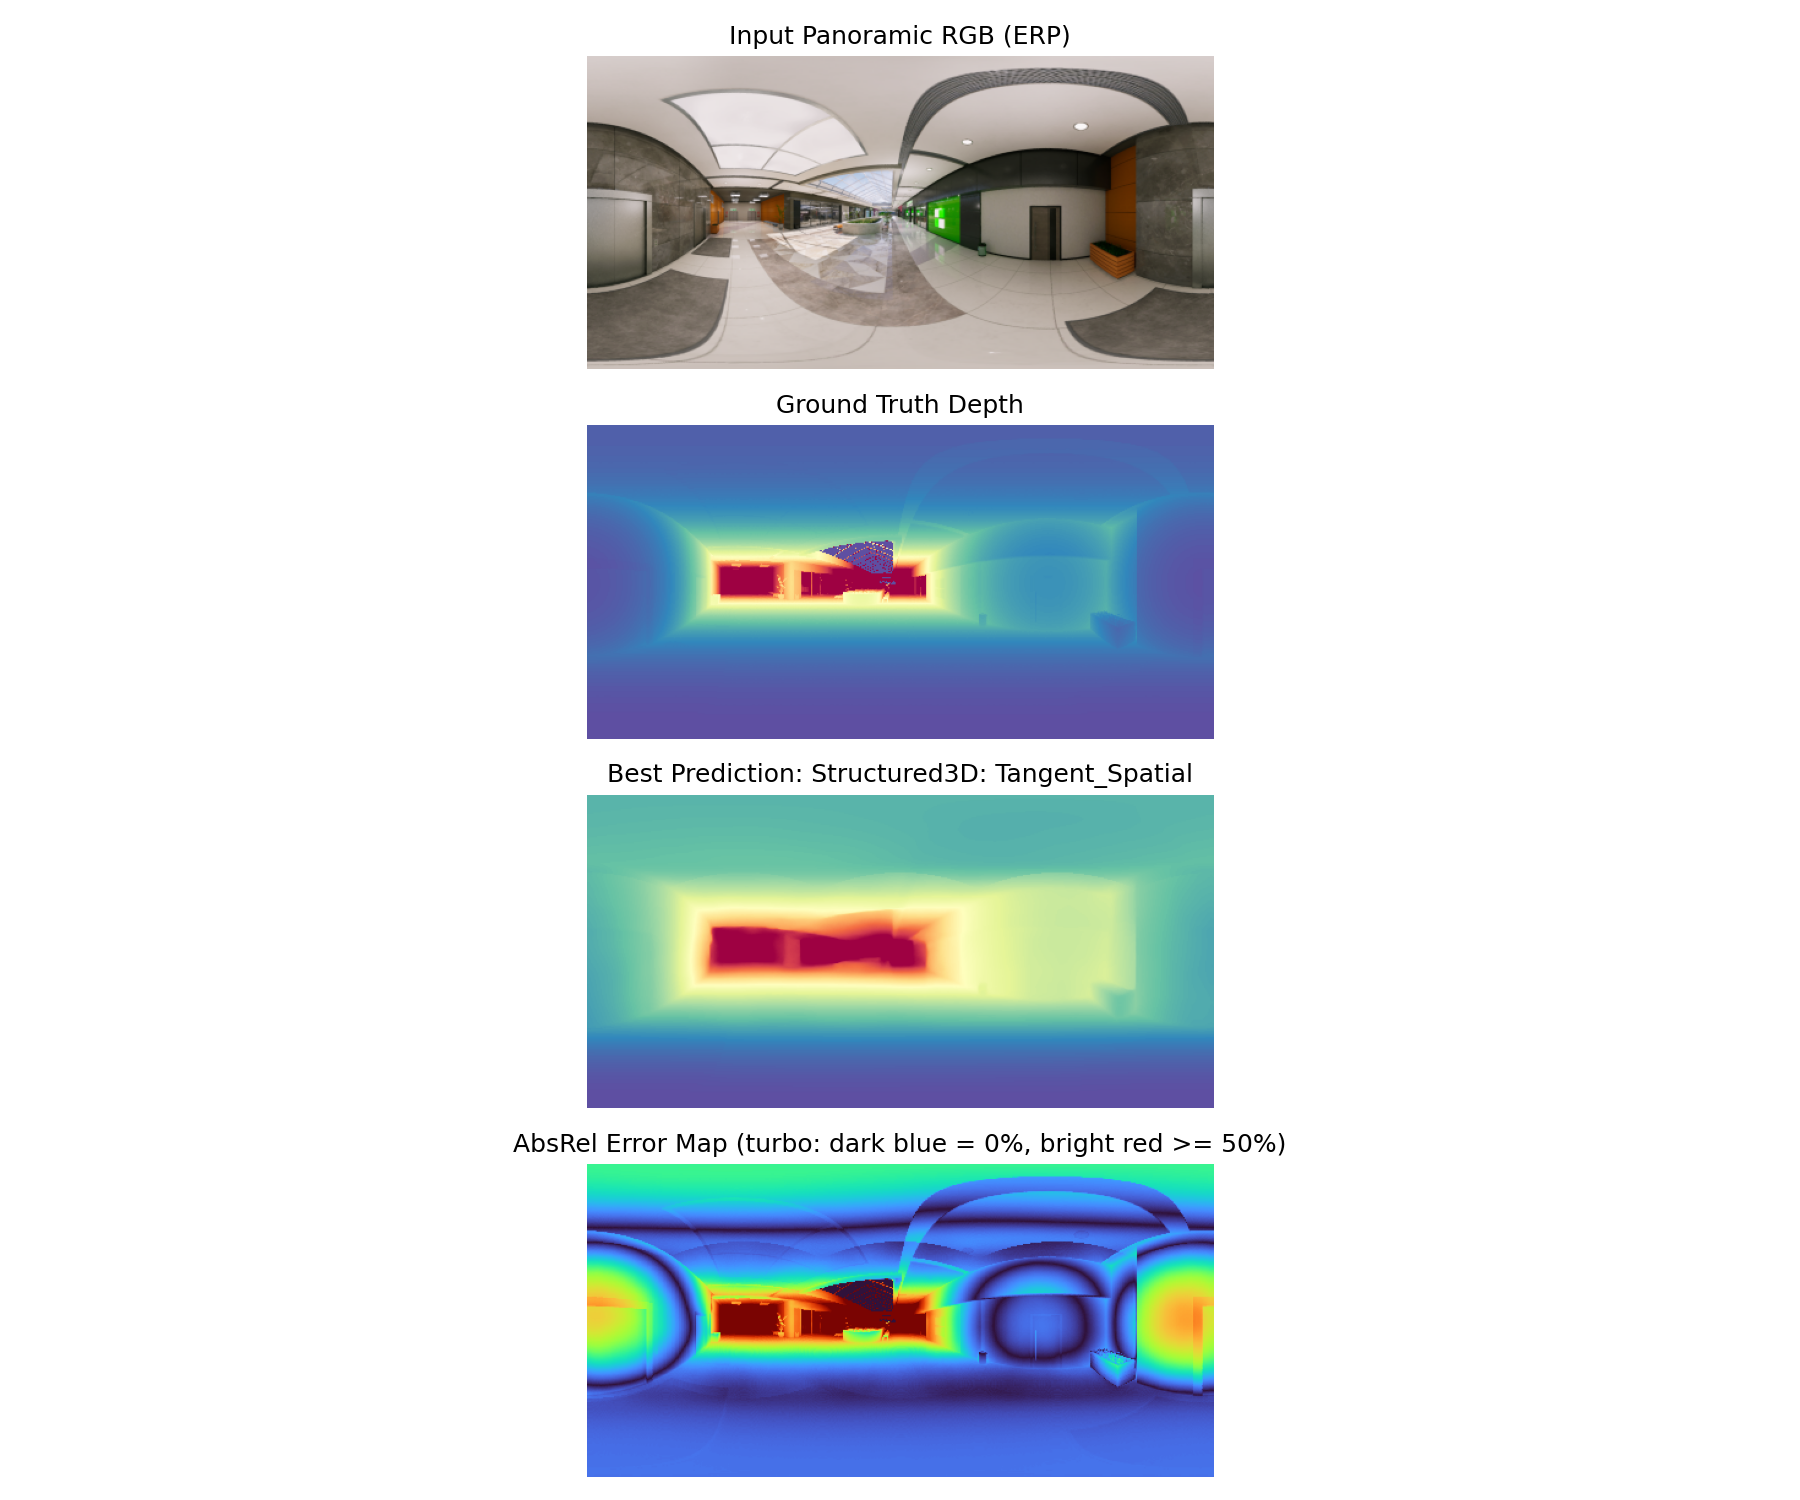 Input Panoramic RGB (ERP)
Ground Truth Depth
Best Prediction: Structured3D: Tangent_Spatial
AbsRel Error Map (turbo: dark blue = 0%, bright red >= 50%)